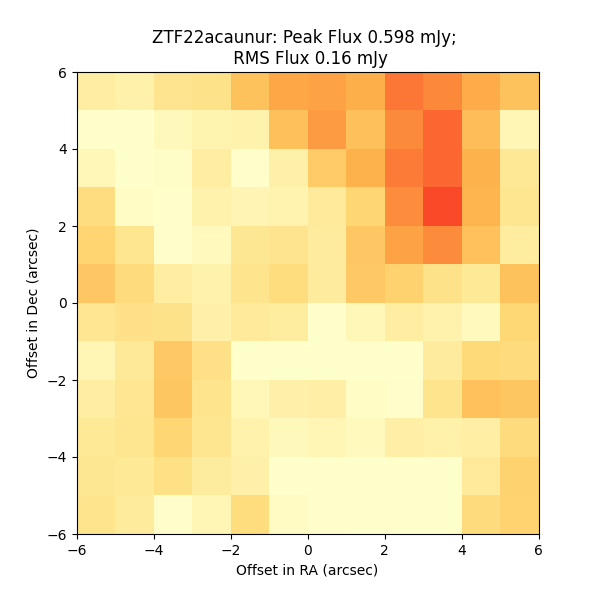 ZTF22acaunur: Peak Flux 0.598 mJy;
RMS Flux 0.16 mJy
6
4
2
0
−2
−4
−6
Offset in Dec (arcsec)
−6 −4 −2 0 2 4 6
Offset in RA (arcsec)